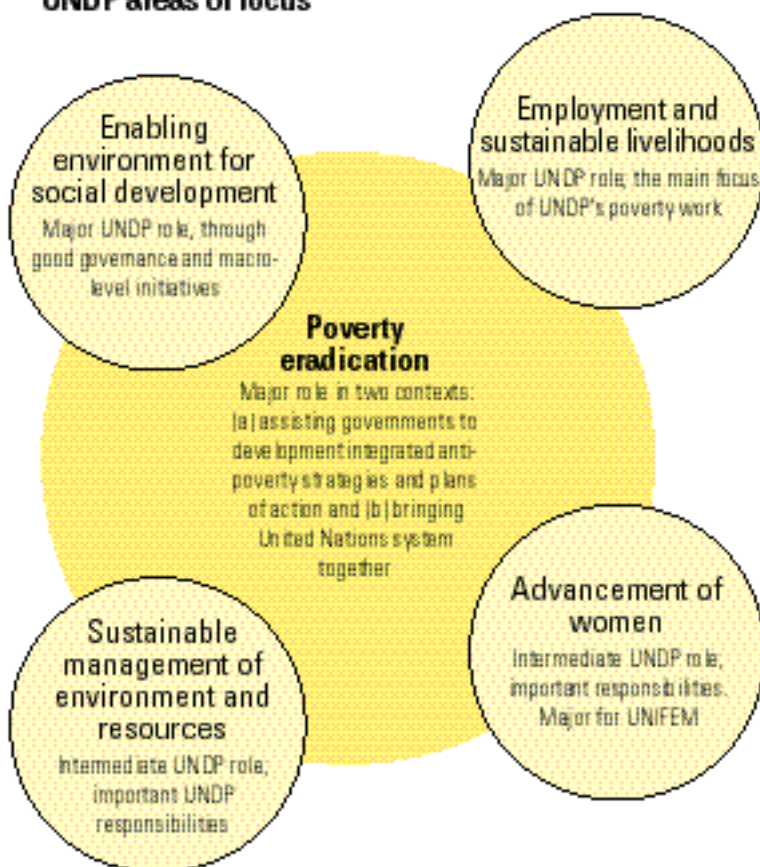 UNDP areas of focus
Enabling
environment for
social development
Major UNDP role, through
good governance and macro-
level initiatives
Employment and
sustainable livelihoods
Major UNDP role; the main focus
of UNDP's poverty work
Poverty
eradication
Major role in two contexts:
(a) assisting governments to
development integrated anti-
poverty strategies and plans
of action and (b) bringing
United Nations system
together
Sustainable
management of
environment and
resources
Intermediate UNDP role;
important UNDP
responsibilities
Advancement of
women
Intermediate UNDP role;
important responsibilities.
Major for UNIFEM